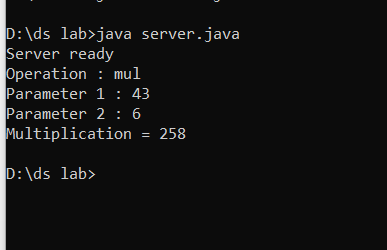 D:\ds lab>java server.java
Server ready
Operation : mul
Parameter 1 : 43
Parameter 2 : 6
Multiplication = 258
D:\ds lab>